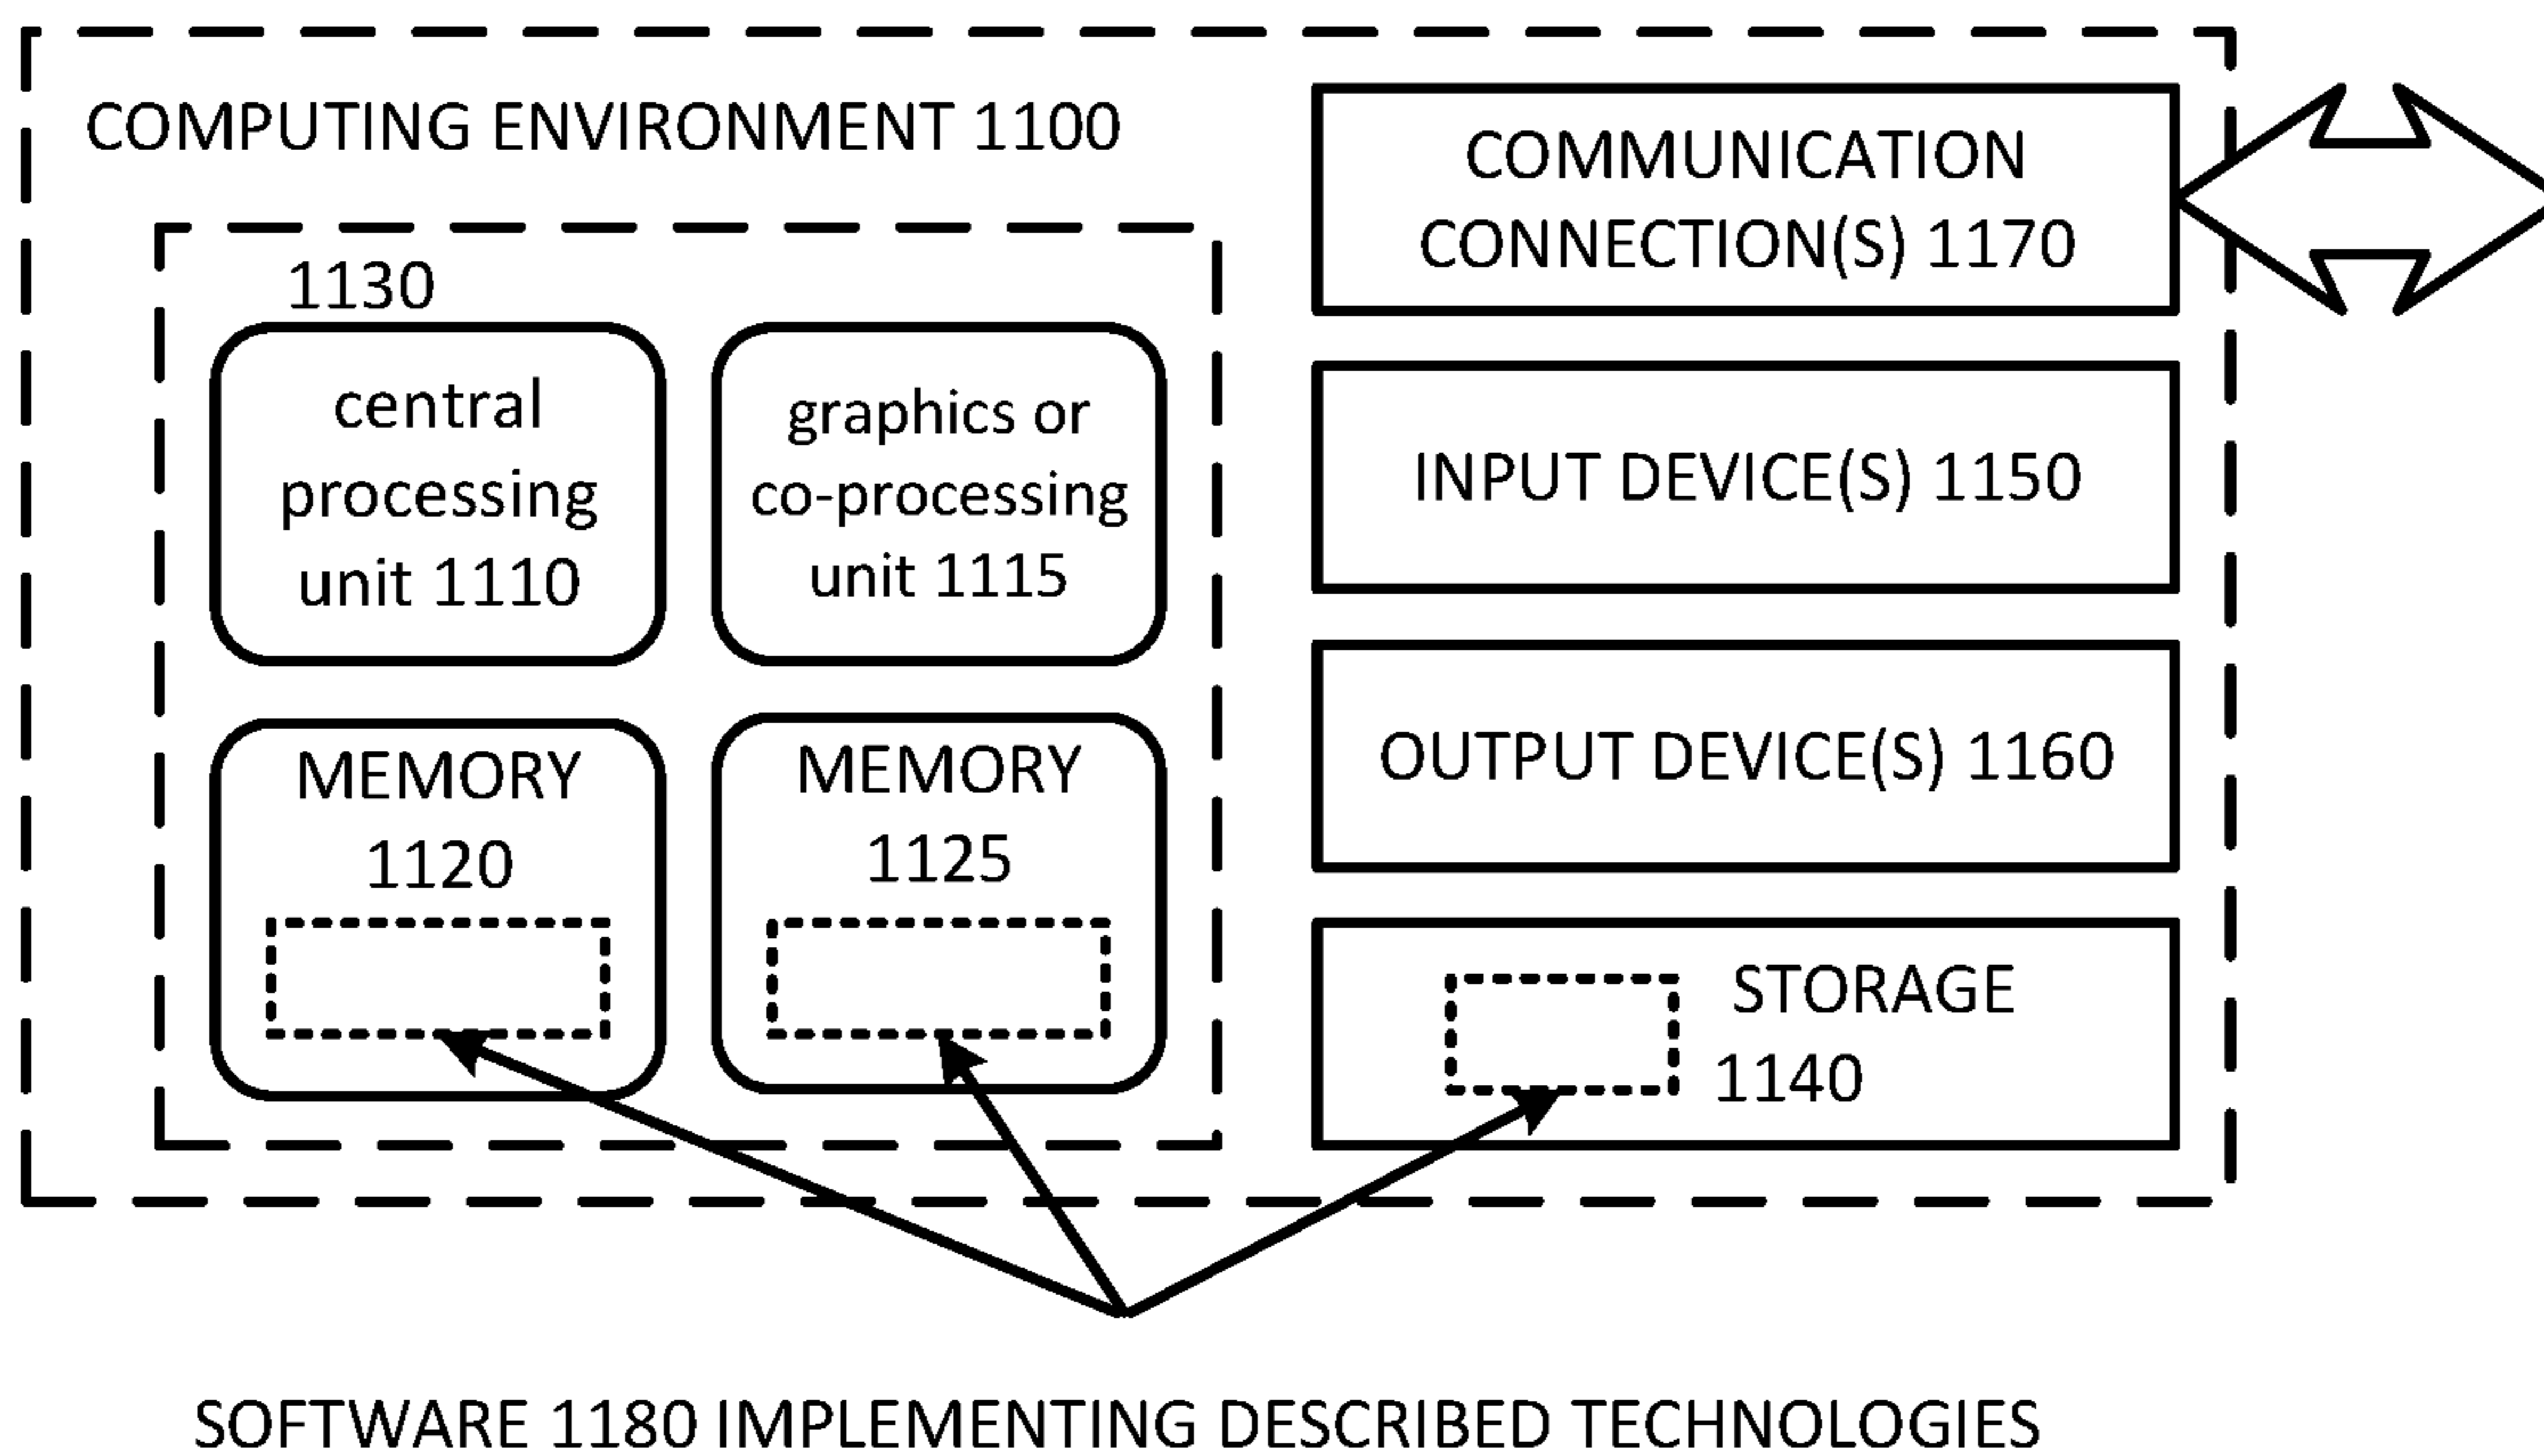 COMPUTING ENVIRONMENT 1100
1130
central
processing
unit 1110
graphics or
co-processing
unit 1115
MEMORY
1120
MEMORY
1125
COMMUNICATION
CONNECTION(S) 1170
INPUT DEVICE(S) 1150
OUTPUT DEVICE(S) 1160
STORAGE
1140
SOFTWARE 1180 IMPLEMENTING DESCRIBED TECHNOLOGIES